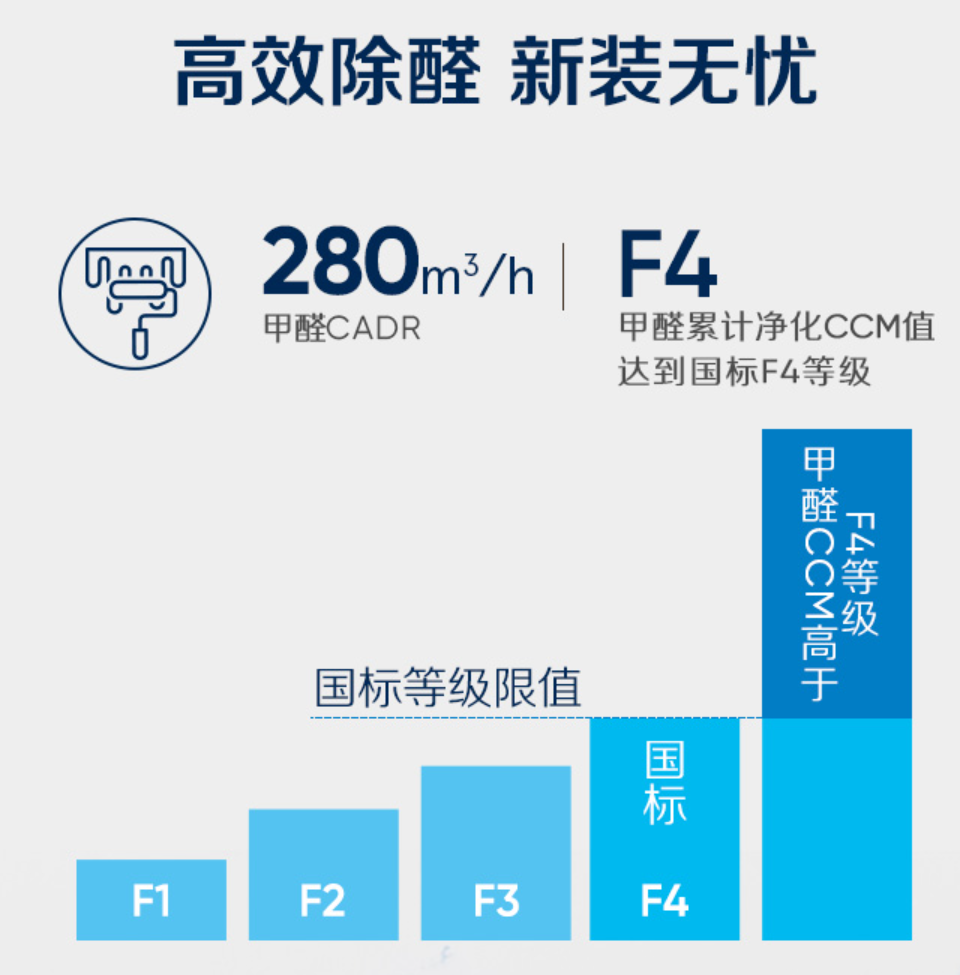 高效除醛 新装无忧
280m³/h
甲醛CADR
F4
甲醛累计净化CCM值
达到国标F4等级
甲醛CCM高于
F4等级
国标等级限值
国标
F1
F2
F3
F4